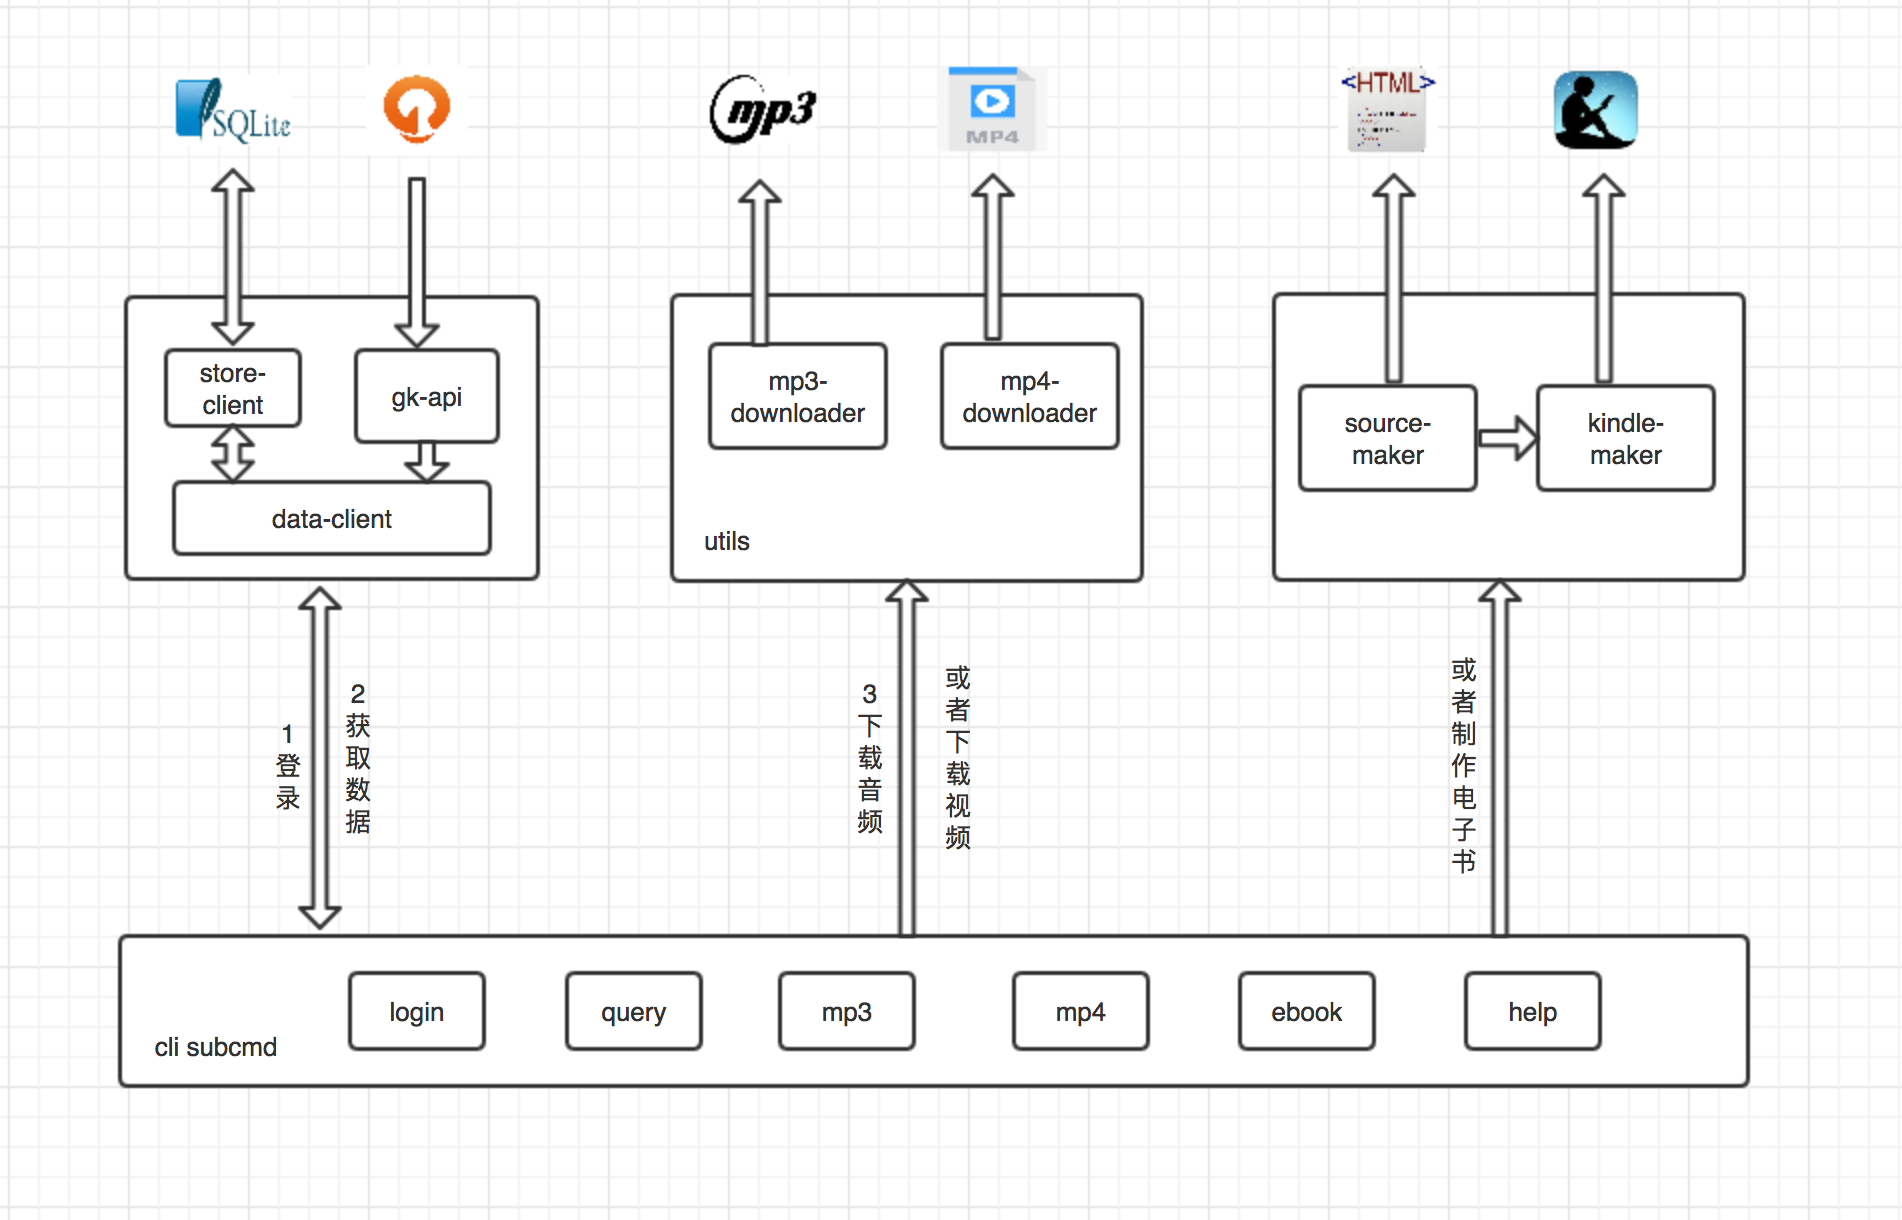 SQLite
mp3
MP4
<HTML>
store-
client
gk-api
data-client
mp3-
downloader
mp4-
downloader
utils
source-
maker
kindle-
maker
1登录
2获取数据
3下载音频
或者下载视频
或者制作电子书
cli subcmd
login
query
mp3
mp4
ebook
help